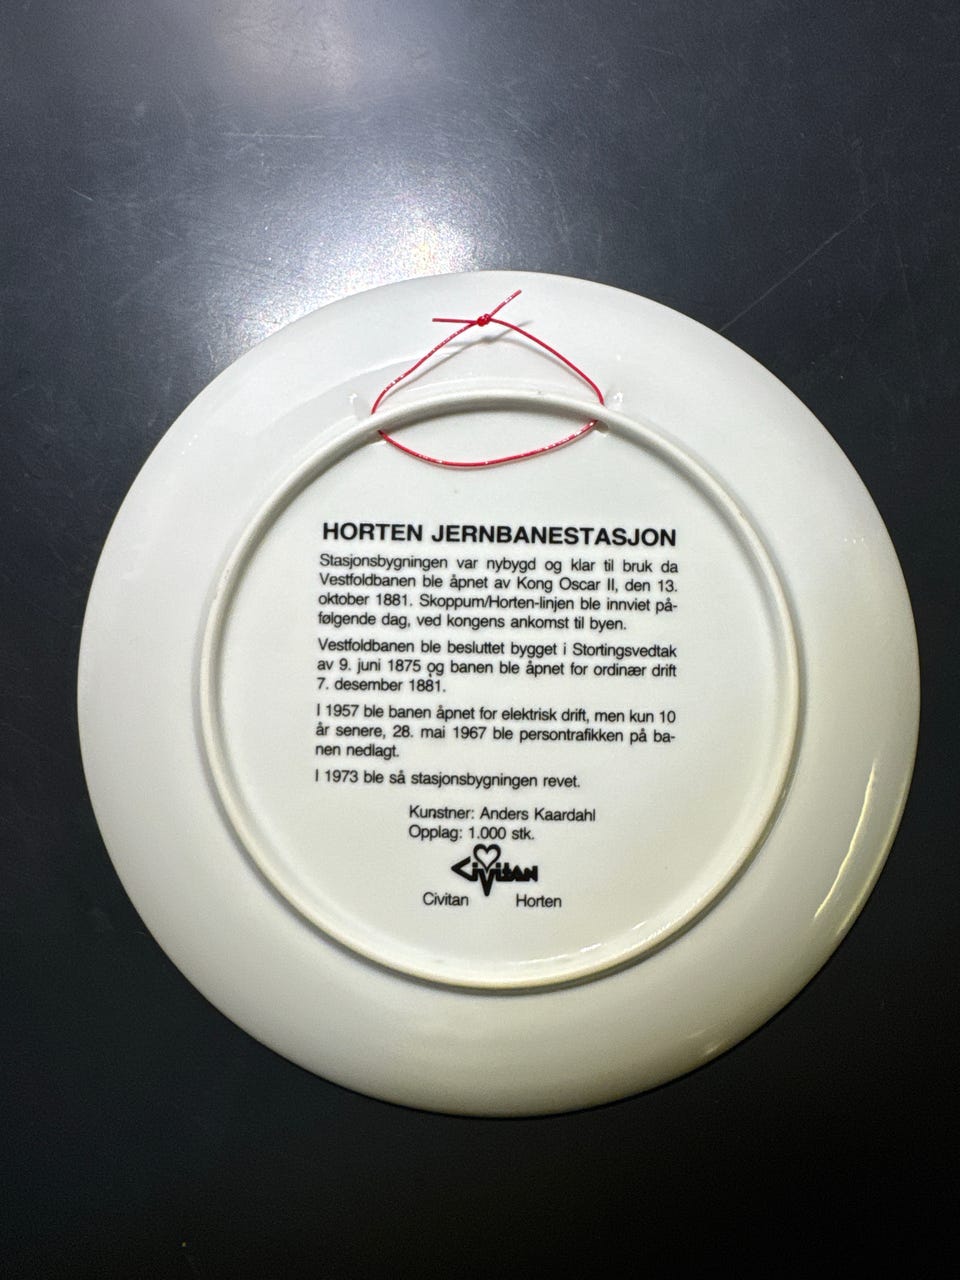 HORTEN JERNBANESTASJON
Stasjonsbygningen var nybygd og klar til bruk da
Vestfoldbanen ble åpnet av Kong Oscar II, den 13.
oktober 1881. Skoppum/Horten-linjen ble innviet på-
følgende dag, ved kongens ankomst til byen.
Vestfoldbanen ble besluttet bygget i Stortingsvedtak
av 9. juni 1875 og banen ble åpnet for ordinær drift
7. desember 1881.
I 1957 ble banen åpnet for elektrisk drift, men kun 10
år senere, 28. mai 1967 ble persontrafikken på ba-
nen nedlagt.
I 1973 ble så stasjonsbygningen revet.
Kunstner: Anders Kaardahl
Opplag: 1.000 stk.
Civitan
Civitan Horten